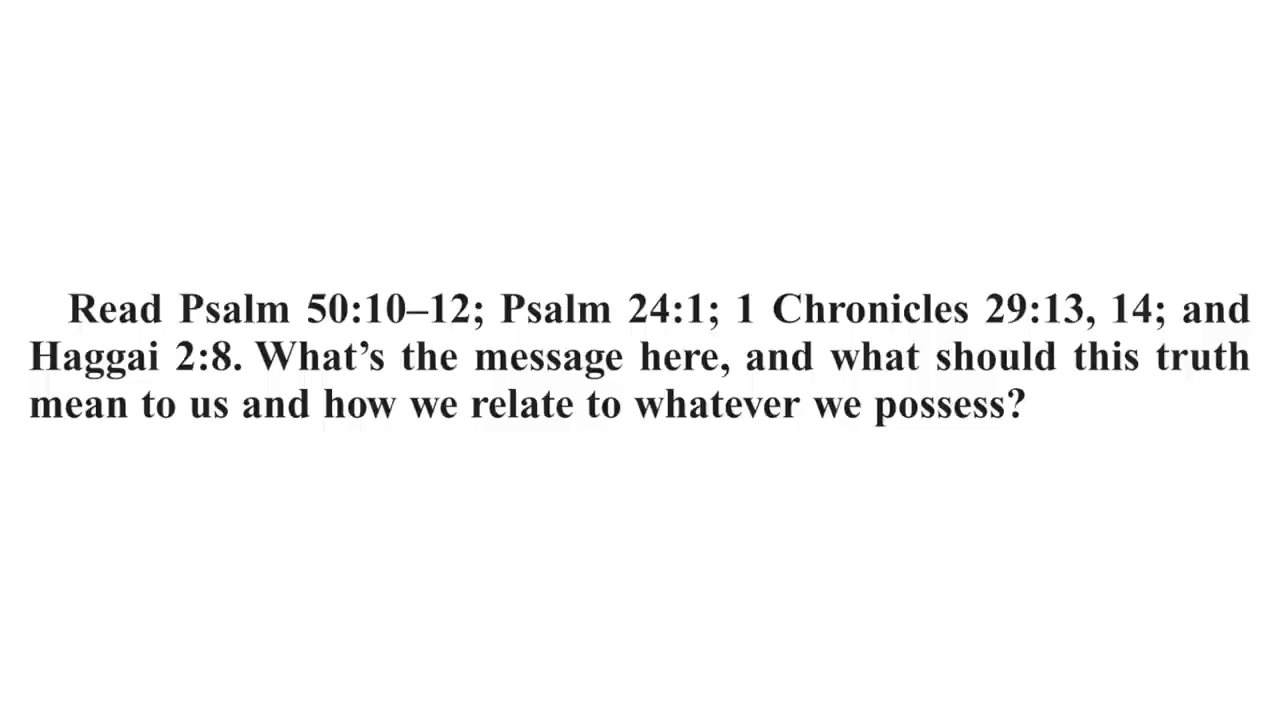 Read Psalm 50:10–12; Psalm 24:1; 1 Chronicles 29:13, 14; and
Haggai 2:8. What’s the message here, and what should this truth
mean to us and how we relate to whatever we possess?